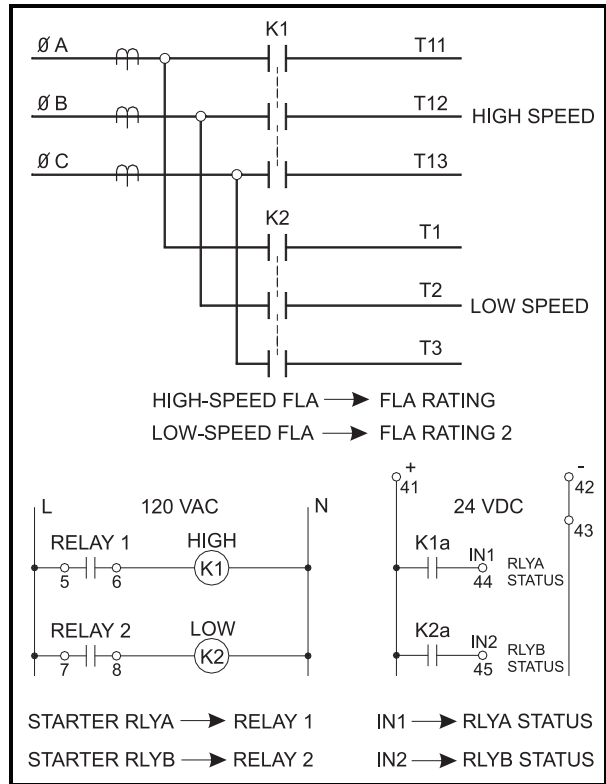 K1
Ø A T11
Ø B T12 HIGH SPEED
Ø C T13
K2
T1
T2 LOW SPEED
T3
HIGH-SPEED FLA → FLA RATING
LOW-SPEED FLA → FLA RATING 2
L 120 VAC N
RELAY 1 HIGH
5 6 K1
RELAY 2 LOW
7 8 K2
+ -
41 24 VDC 42
43
K1a IN1 RLYA
44 STATUS
K2a IN2 RLYB
45 STATUS
STARTER RLYA → RELAY 1
STARTER RLYB → RELAY 2
IN1 → RLYA STATUS
IN2 → RLYB STATUS